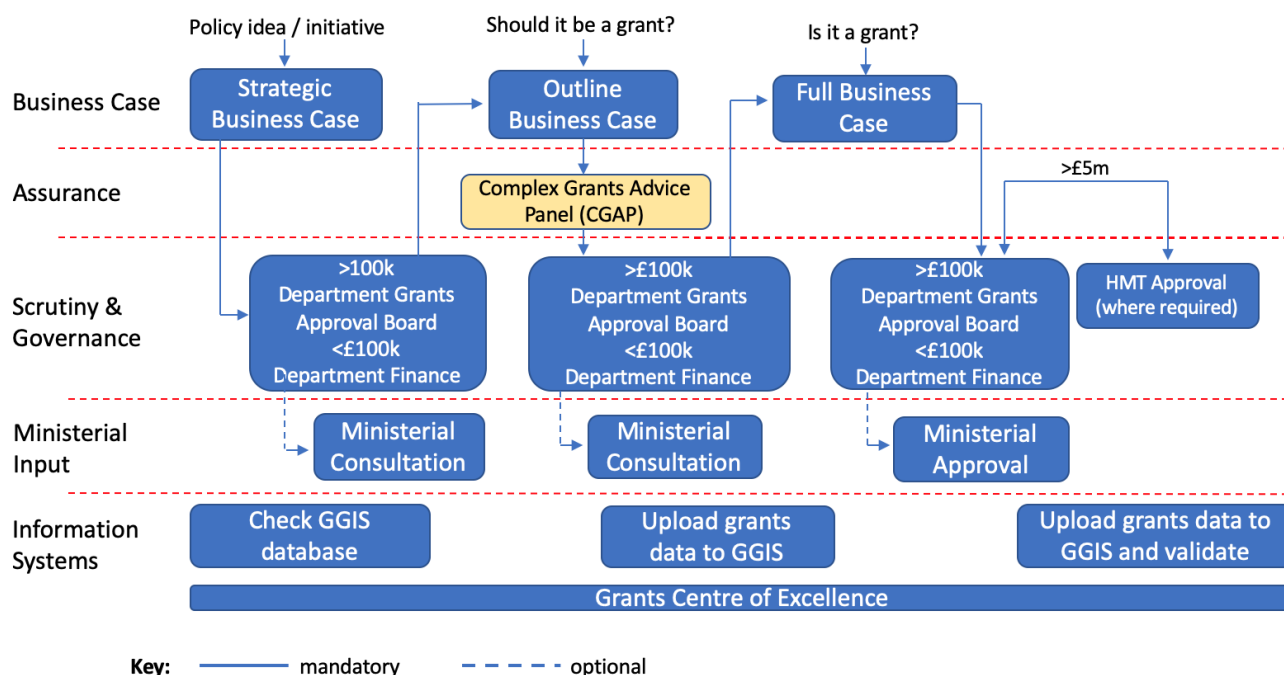 Policy idea / initiative
Should it be a grant?
Is it a grant?
Business Case
Strategic
Business Case
Outline
Business Case
Full Business
Case
Assurance
Complex Grants Advice
Panel (CGAP)
>£5m
Scrutiny &
Governance
>100k
Department Grants
Approval Board
<£100k
Department Finance
>£100k
Department Grants
Approval Board
<£100k
Department Finance
>£100k
Department Grants
Approval Board
<£100k
Department Finance
HMT Approval
(where required)
Ministerial
Input
Ministerial
Consultation
Ministerial
Consultation
Ministerial
Approval
Information
Systems
Check GGIS
database
Upload grants
data to GGIS
Upload grants data to
GGIS and validate
Grants Centre of Excellence
Key:
mandatory
optional